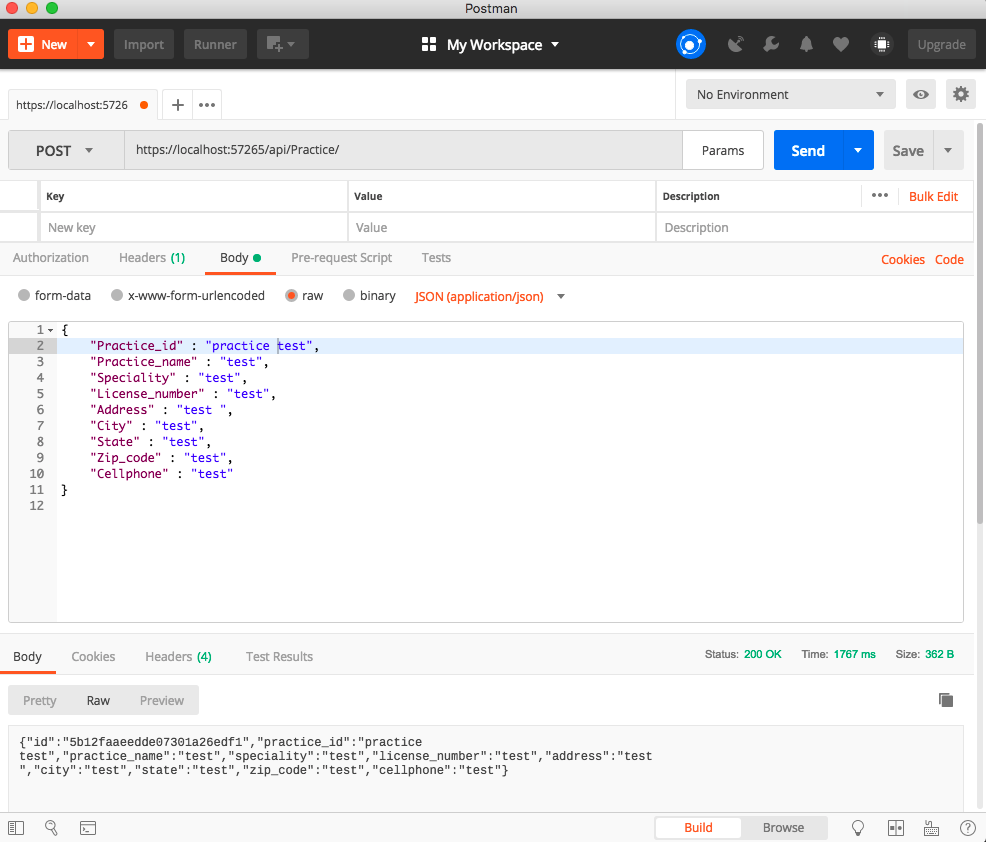 Postman
New
Import
Runner
My Workspace
Upgrade
https://localhost:5726
No Environment
POST
https://localhost:57265/api/Practice/
Params
Send
Save
Key Value Description ••• Bulk Edit
New key Value Description
Authorization Headers (1) Body Pre-request Script Tests Cookies Code
form-data x-www-form-urlencoded raw binary JSON (application/json)
1 {
2 "Practice_id" : "practice test",
3 "Practice_name" : "test",
4 "Speciality" : "test",
5 "License_number" : "test",
6 "Address" : "test ",
7 "City" : "test",
8 "State" : "test",
9 "Zip_code" : "test",
10 "Cellphone" : "test"
11 }
12
Body Cookies Headers (4) Test Results Status: 200 OK Time: 1767 ms Size: 362 B
Pretty Raw Preview
{"id":"5b12faaeedde07301a26edf1","practice_id":"practice
test","practice_name":"test","speciality":"test","license_number":"test","address":"test
","city":"test","state":"test","zip_code":"test","cellphone":"test"}
Build Browse